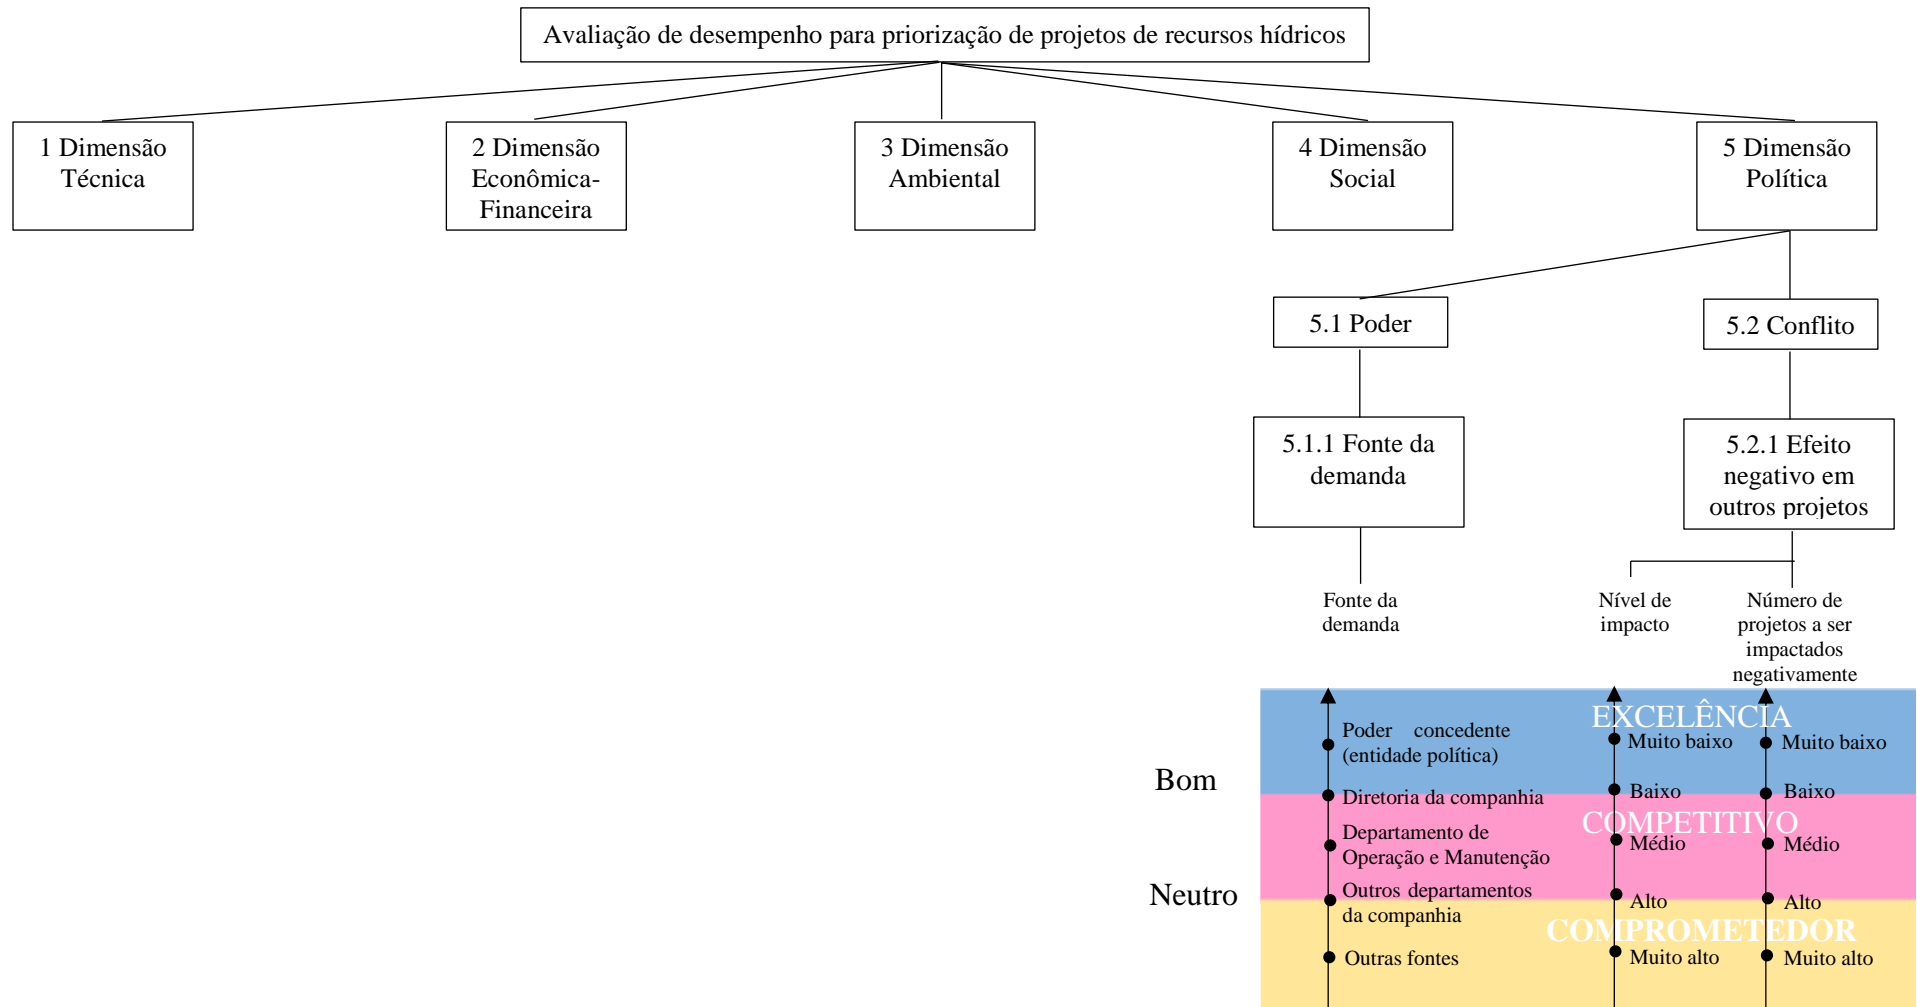 Avaliação de desempenho para priorização de projetos de recursos hídricos
1 Dimensão
Técnica
2 Dimensão
Econômica-
Financeira
3 Dimensão
Ambiental
4 Dimensão
Social
5 Dimensão
Política
5.1 Poder
5.2 Conflito
5.1.1 Fonte da
demanda
5.2.1 Efeito
negativo em
outros projetos
Fonte da
demanda
Nível de
impacto
Número de
projetos a ser
impactados
negativamente
EXCELÊNCIA
Poder concedente
(entidade política)
Muito baixo
Muito baixo
Bom
Diretoria da companhia
Baixo
Baixo
COMPETITIVO
Departamento de
Operação e Manutenção
Médio
Médio
Neutro
Outros departamentos
da companhia
Alto
Alto
COMPROMETEDOR
Outras fontes
Muito alto
Muito alto